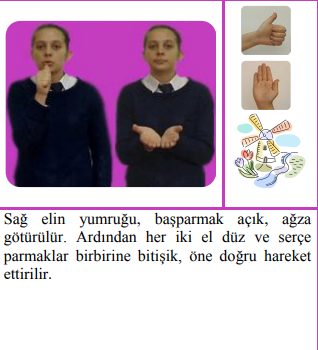 Sağ elin yumruğu, başparmak açık, ağza
götürülür. Ardından her iki el düz ve serçe
parmaklar birbirine bitişik, öne doğru hareket
ettirilir.